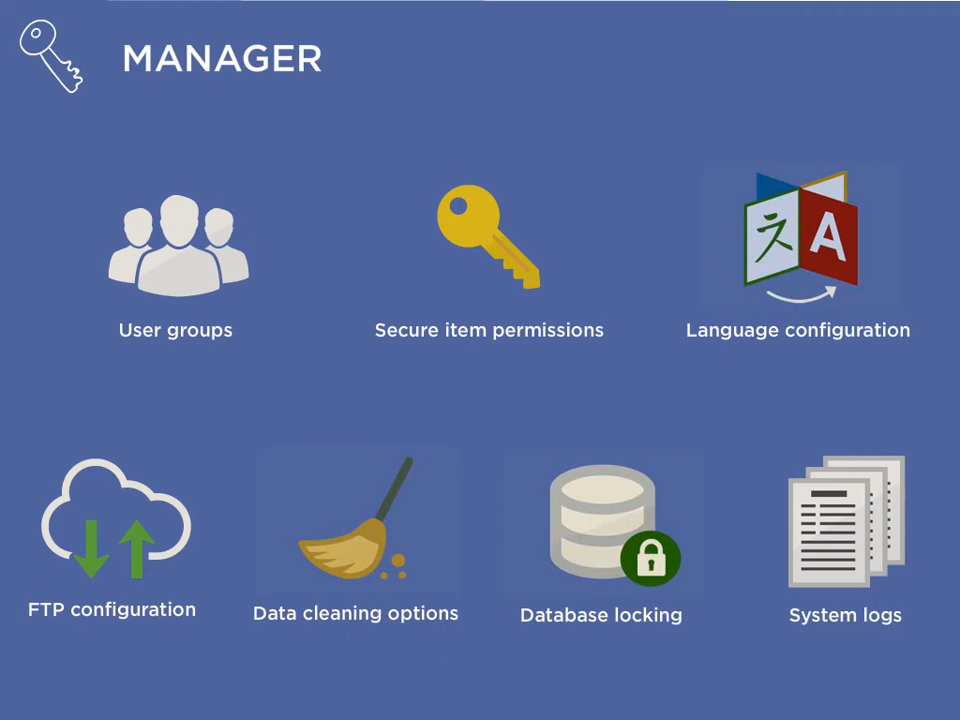 MANAGER
User groups
Secure item permissions
Language configuration
A
FTP configuration
Data cleaning options
Database locking
System logs